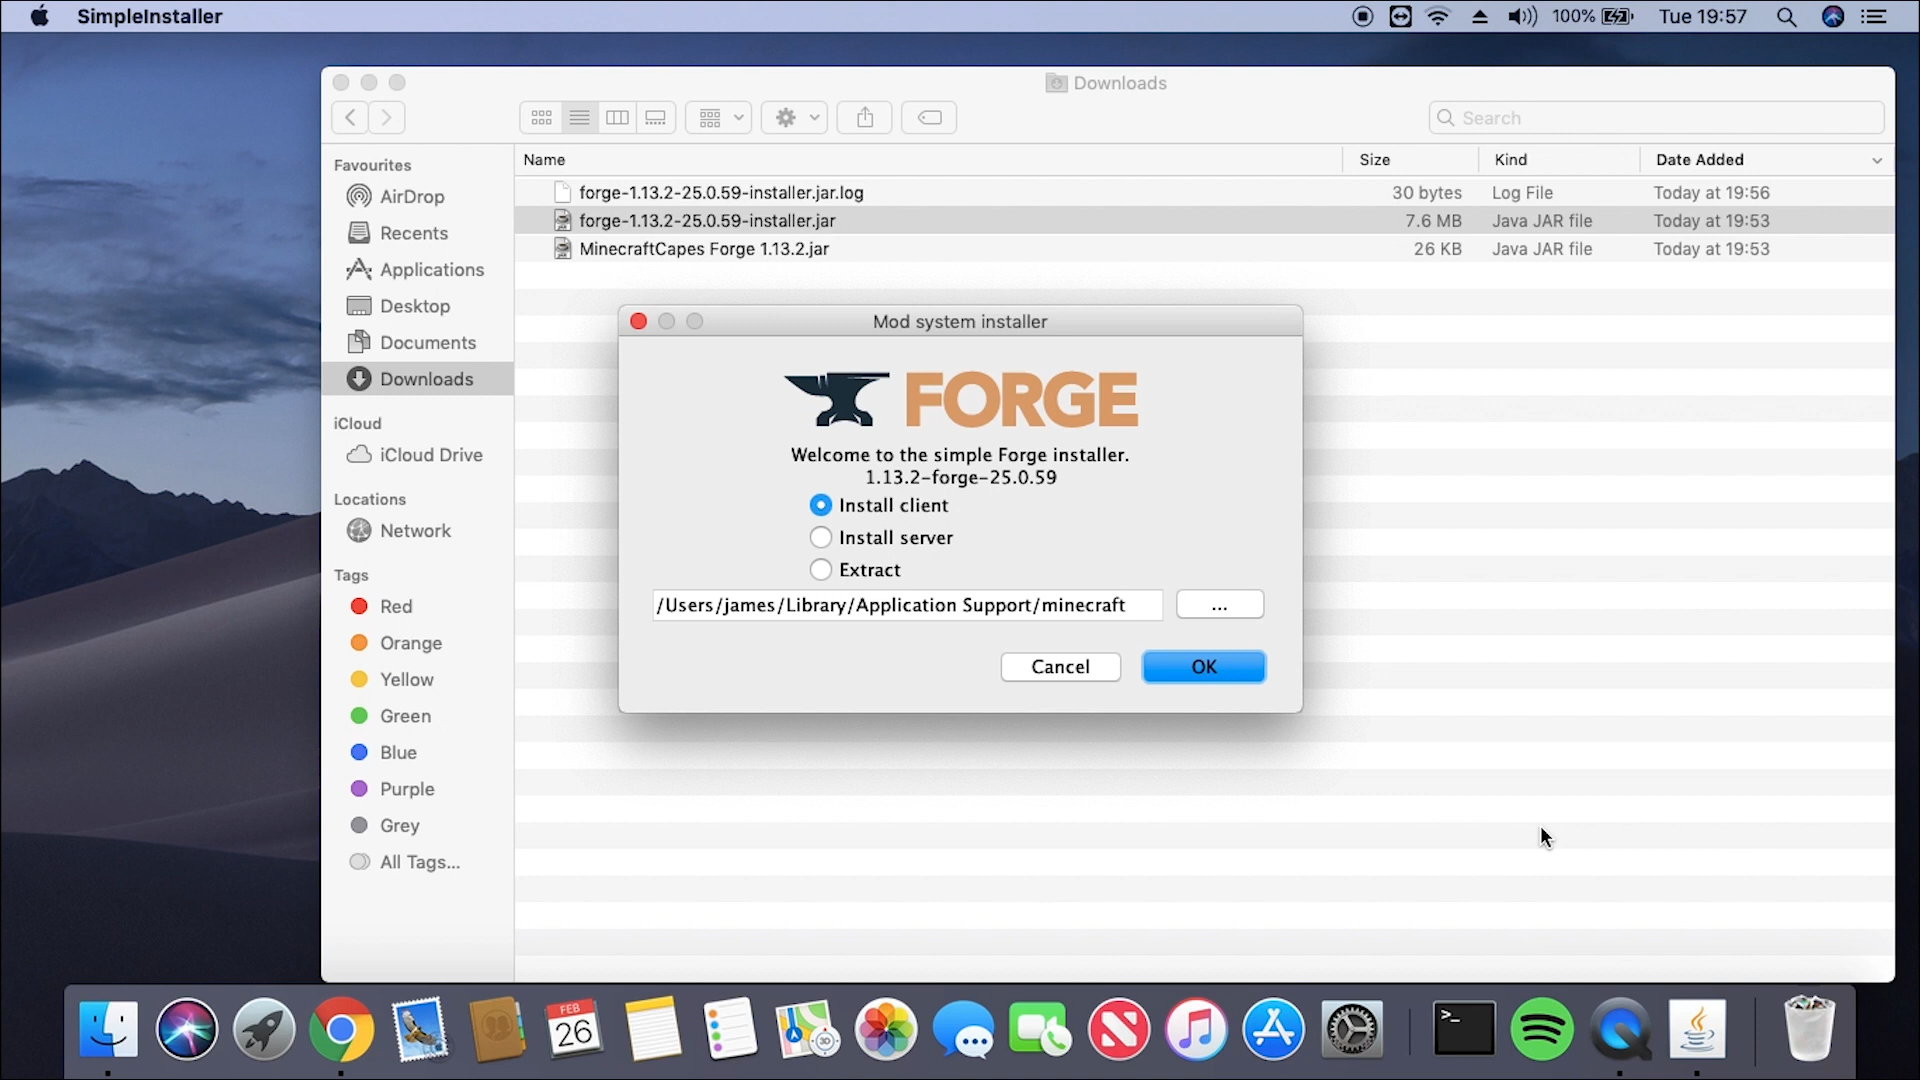 SimpleInstaller
100%
Tue 19:57
Downloads
Search
Favourites
AirDrop
Recents
Applications
Desktop
Documents
Downloads
iCloud
iCloud Drive
Locations
Network
Tags
Red
Orange
Yellow
Green
Blue
Purple
Grey
All Tags...
Name Size Kind Date Added
forge-1.13.2-25.0.59-installer.jar.log 30 bytes Log File Today at 19:56
forge-1.13.2-25.0.59-installer.jar 7.6 MB Java JAR file Today at 19:53
MinecraftCapes Forge 1.13.2.jar 26 KB Java JAR file Today at 19:53
Mod system installer
FORGE
Welcome to the simple Forge installer.
1.13.2-forge-25.0.59
Install client
Install server
Extract
/Users/james/Library/Application Support/minecraft
...
Cancel
OK
FEB
26
3D
>_